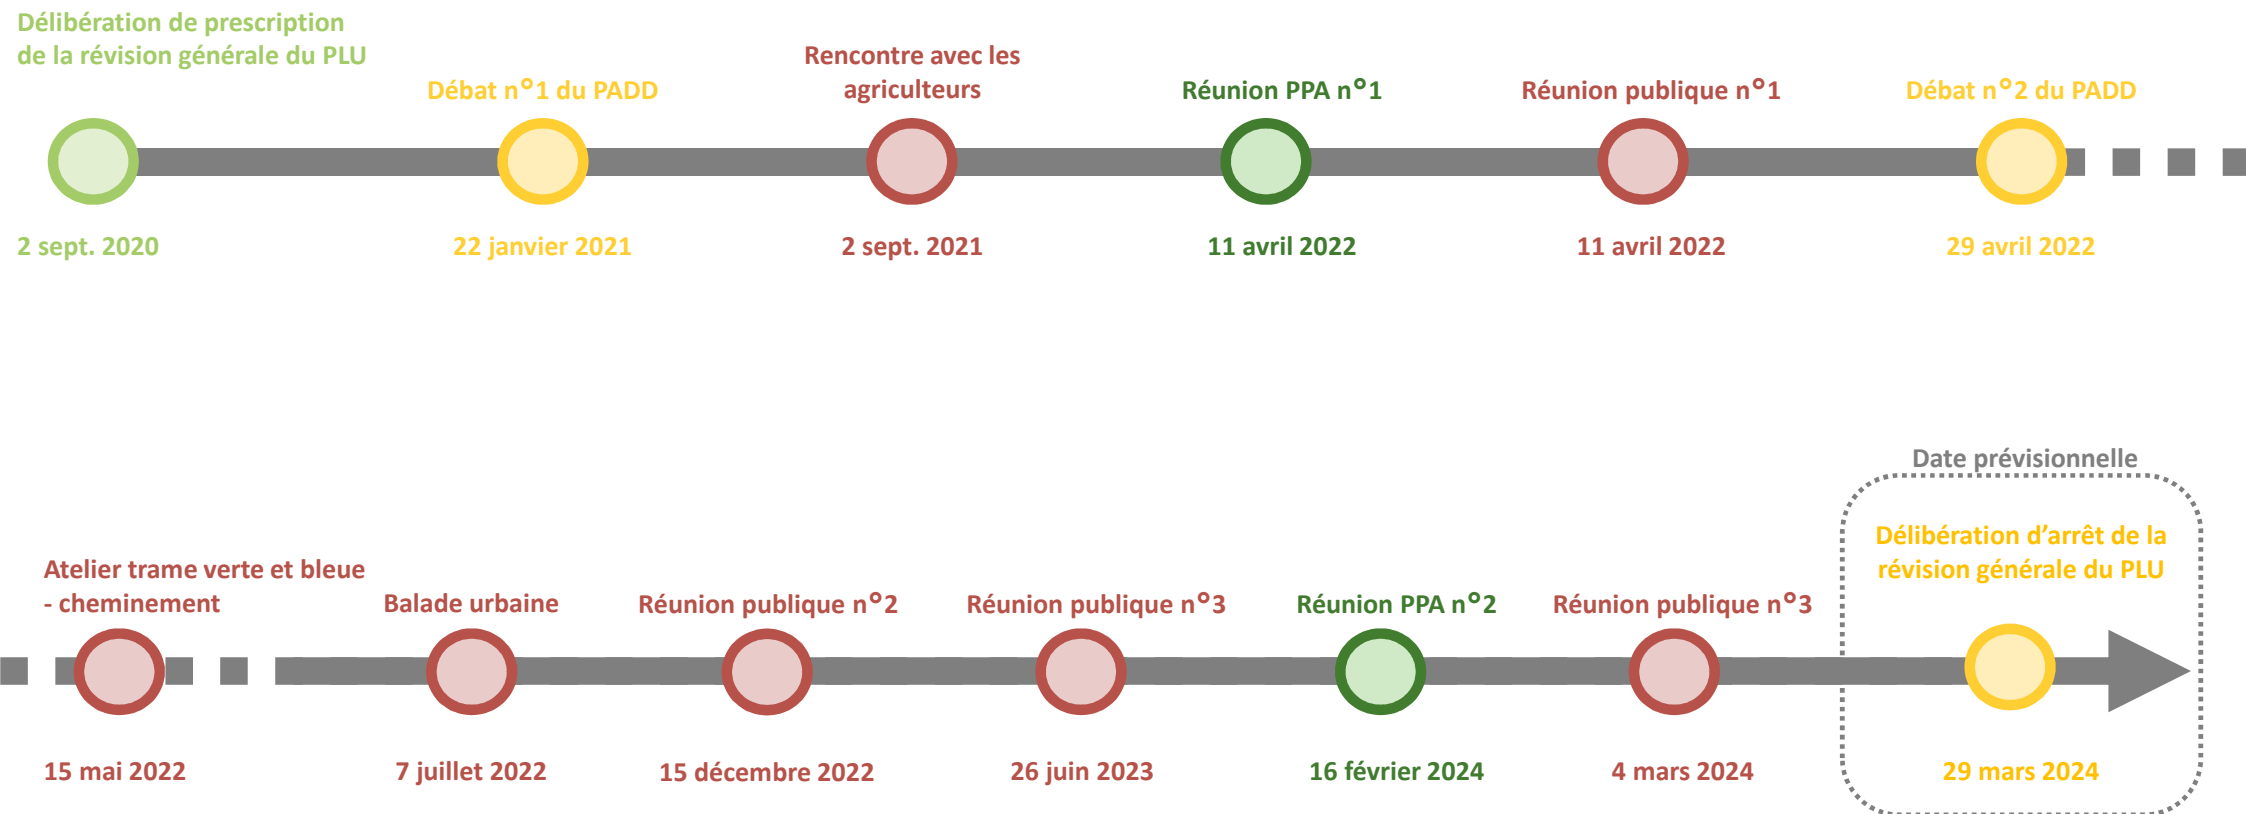 Délibération de prescription
de la révision générale du PLU
Débat n°1 du PADD
Rencontre avec les
agriculteurs
Réunion PPA n°1
Réunion publique n°1
Débat n°2 du PADD
2 sept. 2020
22 janvier 2021
2 sept. 2021
11 avril 2022
11 avril 2022
29 avril 2022
Date prévisionnelle
Atelier trame verte et bleue
- cheminement
Balade urbaine
Réunion publique n°2
Réunion publique n°3
Réunion PPA n°2
Réunion publique n°3
Délibération d’arrêt de la
révision générale du PLU
15 mai 2022
7 juillet 2022
15 décembre 2022
26 juin 2023
16 février 2024
4 mars 2024
29 mars 2024